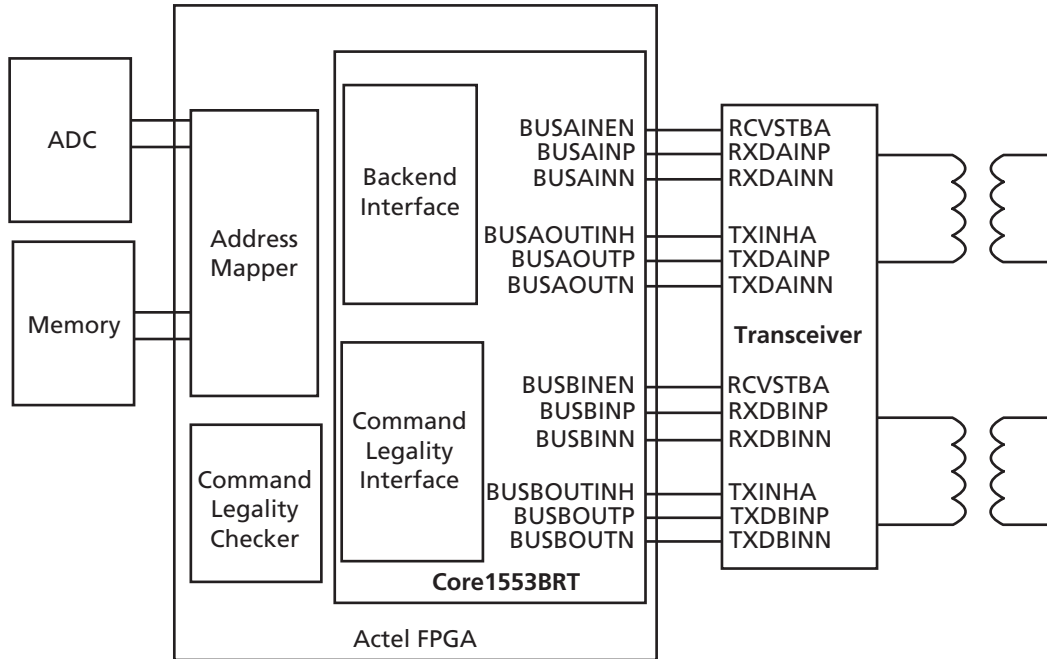 ADC
Memory
Address
Mapper
Command
Legality
Checker
Backend
Interface
Command
Legality
Interface
BUSAINEN
BUSAINP
BUSAINN
BUSAOUTINH
BUSAOUTP
BUSAOUTN
BUSBINEN
BUSBINP
BUSBINN
BUSBOUTINH
BUSBOUTP
BUSBOUTN
Core1553BRT
Actel FPGA
RCVSTBA
RXDAINP
RXDAINN
TXINHA
TXDAINP
TXDAINN
Transceiver
RCVSTBA
RXDBINP
RXDBINN
TXINHA
TXDBINP
TXDBINN